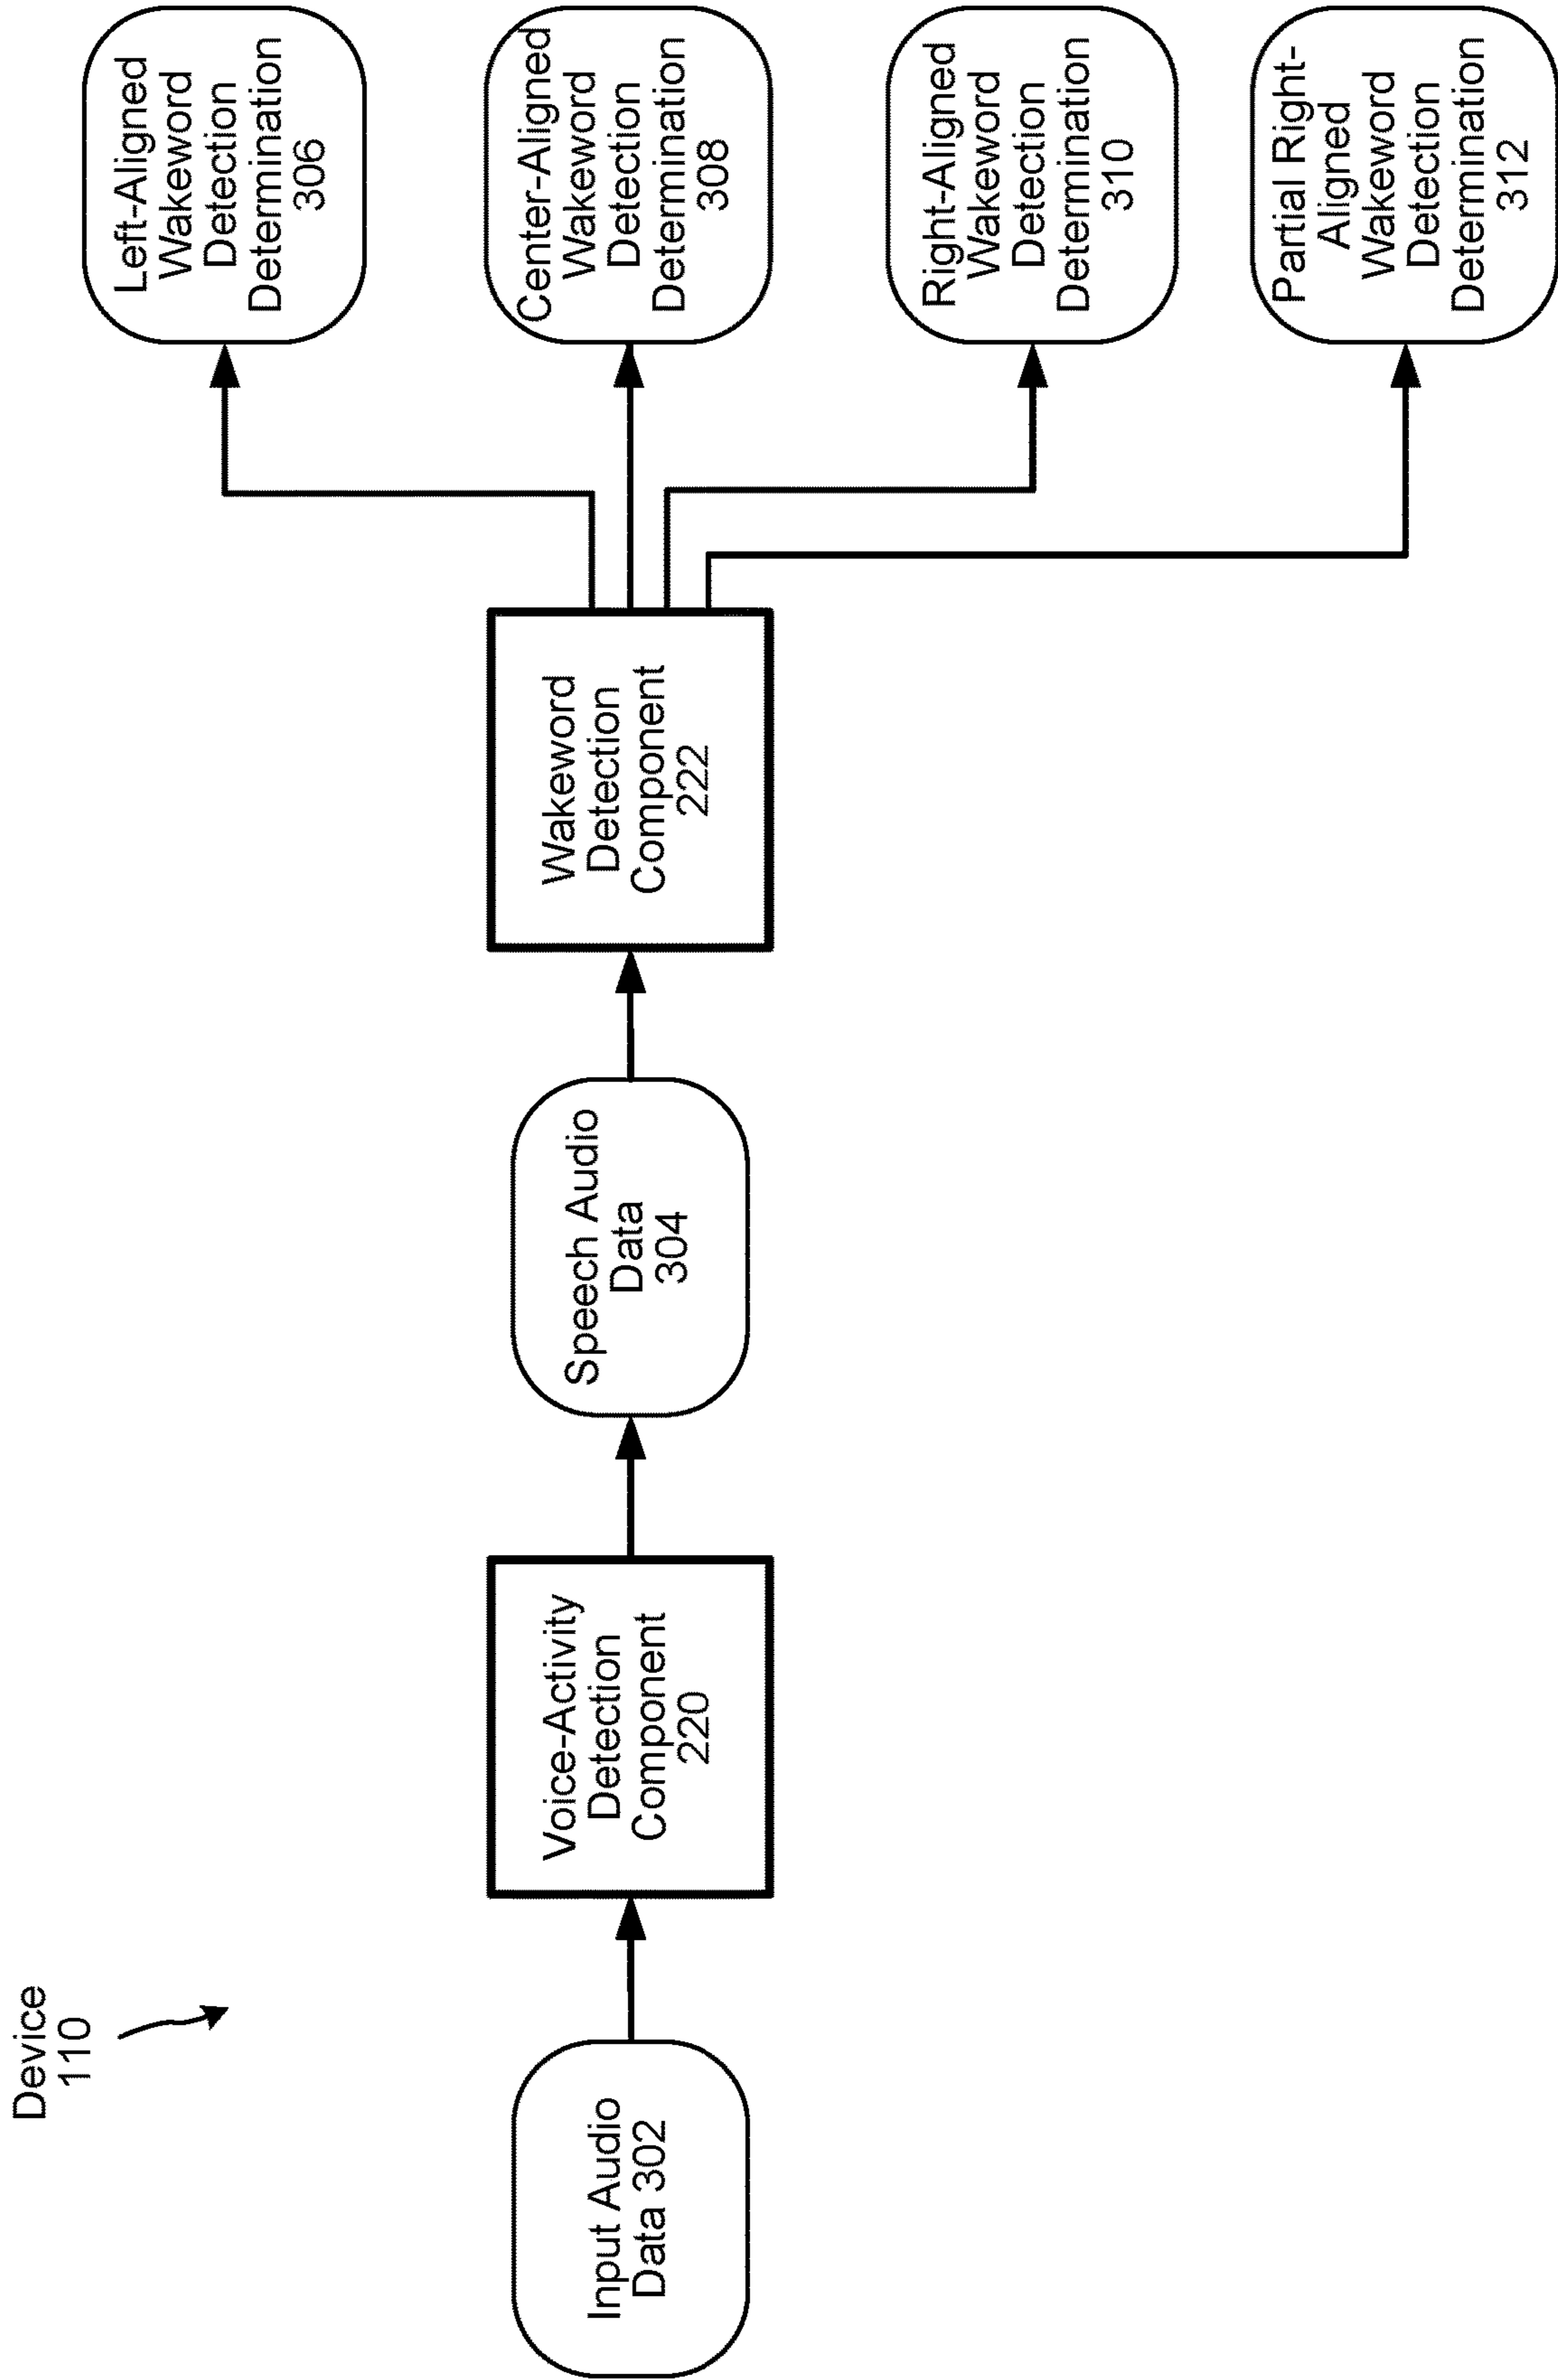 Device
110
Input Audio
Data 302
Voice-Activity
Detection
Component
220
Speech Audio
Data
304
Wakeword
Detection
Component
222
Left-Aligned
Wakeword
Detection
Determination
306
Center-Aligned
Wakeword
Detection
Determination
308
Right-Aligned
Wakeword
Detection
Determination
310
Partial Right-
Aligned
Wakeword
Detection
Determination
312